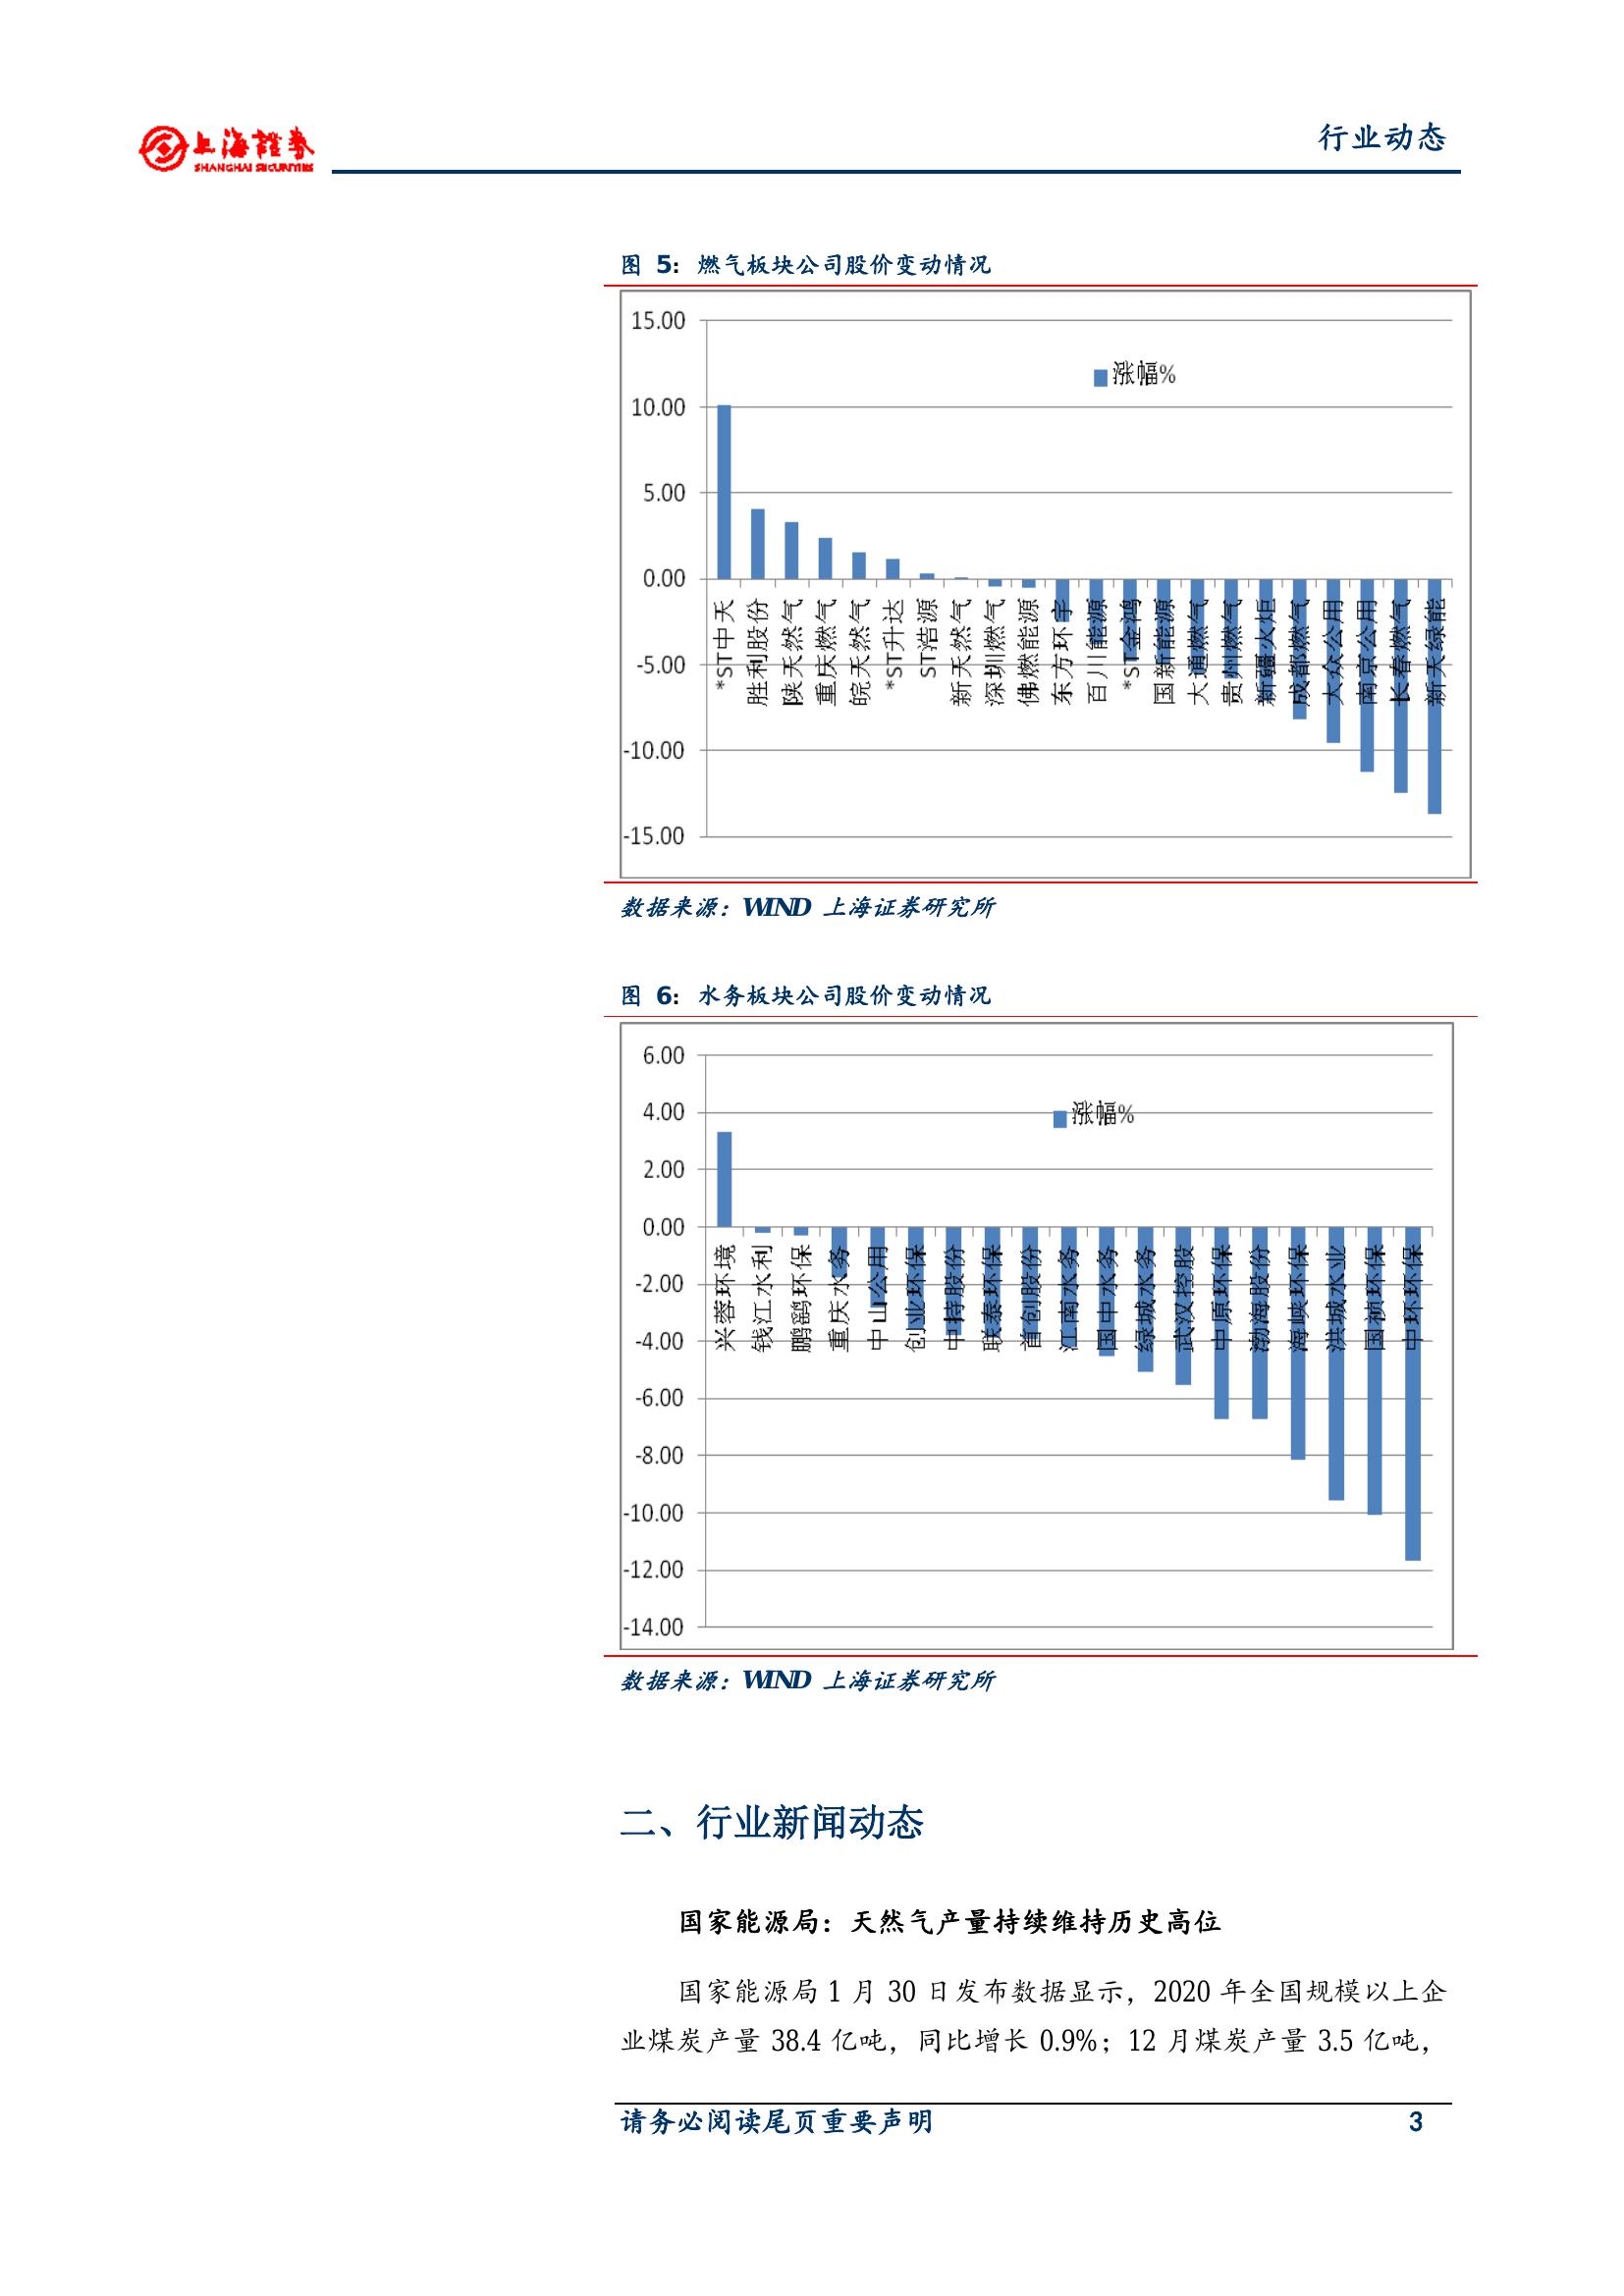 上海證券
SHANGHAI SECURITIES
行业动态
图 5：燃气板块公司股价变动情况
15.00
10.00
5.00
0.00
-5.00
-10.00
-15.00
涨幅%
*ST中天
胜利股份
陕天然气
重庆燃气
皖天然气
*ST升达
ST浩源
新天然气
深圳燃气
佛燃能源
东方环宇
百川能源
*ST金鸿
国新能源
大通燃气
贵州燃气
新疆火炬
成都燃气
大众公用
南京公用
长春燃气
新天绿能
数据来源：WIND 上海证券研究所
图 6：水务板块公司股价变动情况
6.00
4.00
2.00
0.00
-2.00
-4.00
-6.00
-8.00
-10.00
-12.00
-14.00
涨幅%
兴蓉环境
钱江水利
鹏鹞环保
重庆水务
中山公用
创业环保
中持股份
联泰环保
首创股份
江南水务
国中水务
绿城水务
武汉控股
中原环保
渤海股份
海峡环保
洪城水业
国祯环保
中环环保
数据来源：WIND 上海证券研究所
二、行业新闻动态
国家能源局：天然气产量持续维持历史高位
国家能源局 1 月 30 日发布数据显示，2020 年全国规模以上企
业煤炭产量 38.4 亿吨，同比增长 0.9%；12 月煤炭产量 3.5 亿吨，
请务必阅读尾页重要声明
3